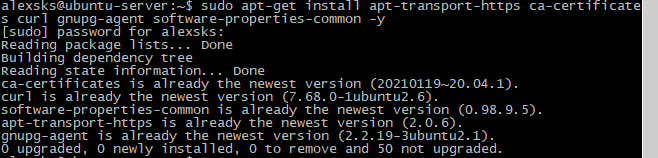 alexsks@ubuntu-server:~$ sudo apt-get install apt-transport-https ca-certificate
s curl gnupg-agent software-properties-common -y
[sudo] password for alexsks:
Reading package lists... Done
Building dependency tree
Reading state information... Done
ca-certificates is already the newest version (20210119~20.04.1).
curl is already the newest version (7.68.0-1ubuntu2.6).
software-properties-common is already the newest version (0.98.9.5).
apt-transport-https is already the newest version (2.0.6).
gnupg-agent is already the newest version (2.2.19-3ubuntu2.1).
0 upgraded, 0 newly installed, 0 to remove and 50 not upgraded.